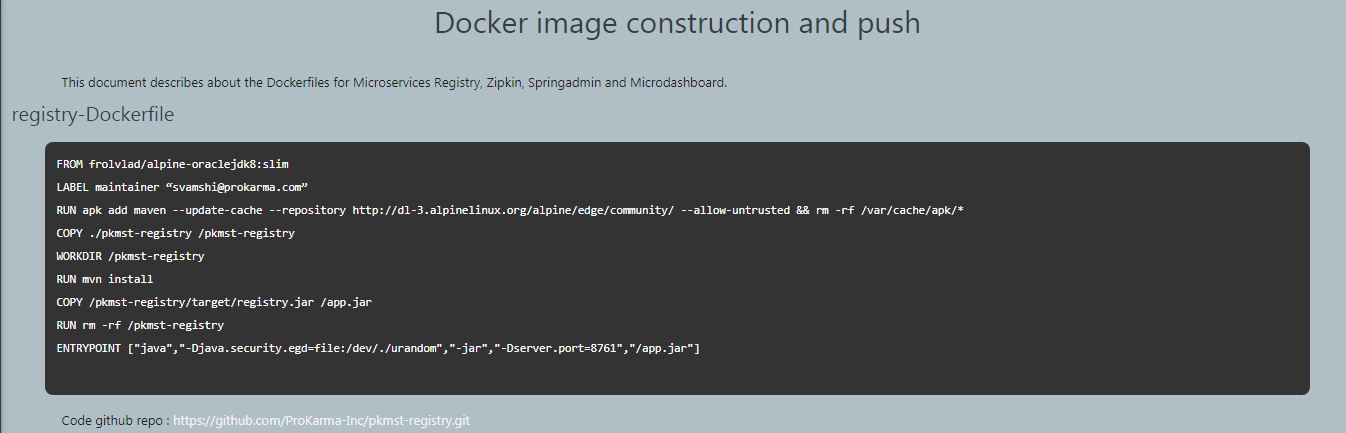 Docker image construction and push
This document describes about the Dockerfiles for Microservices Registry, Zipkin, Springadmin and Microdashboard.
registry-Dockerfile
FROM frolvlad/alpine-oraclejdk8:slim
LABEL maintainer “svamshi@prokarma.com”
RUN apk add maven --update-cache --repository http://dl-3.alpinelinux.org/alpine/edge/community/ --allow-untrusted && rm -rf /var/cache/apk/*
COPY ./pkmst-registry /pkmst-registry
WORKDIR /pkmst-registry
RUN mvn install
COPY /pkmst-registry/target/registry.jar /app.jar
RUN rm -rf /pkmst-registry
ENTRYPOINT ["java","-Djava.security.egd=file:/dev/./urandom","-jar","-Dserver.port=8761","/app.jar"]
Code github repo : https://github.com/ProKarma-Inc/pkmst-registry.git